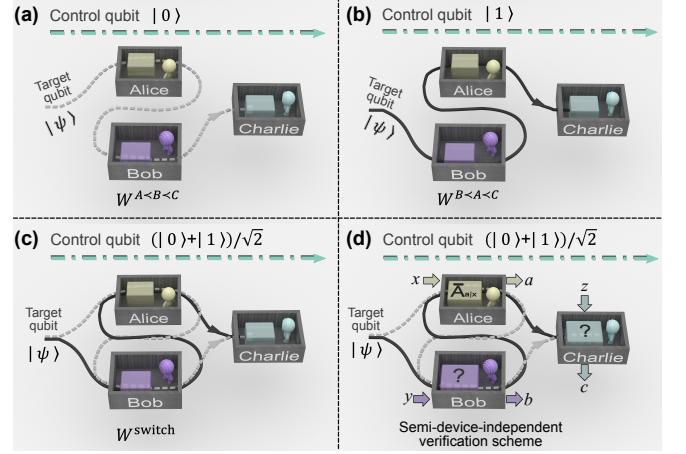 (a) Control qubit |0⟩
Target
qubit
|ψ⟩
Alice
Bob
Charlie
W^{A≺B≺C}
(b) Control qubit |1⟩
Target
qubit
|ψ⟩
Alice
Bob
Charlie
W^{B≺A≺C}
(c) Control qubit (|0⟩+|1⟩)/√2
Target
qubit
|ψ⟩
Alice
Bob
Charlie
W^{switch}
(d) Control qubit (|0⟩+|1⟩)/√2
Target
qubit
|ψ⟩
x
A̅_{a|x}
a
Alice
y
?
b
Bob
z
?
Charlie
c
Semi-device-independent
verification scheme